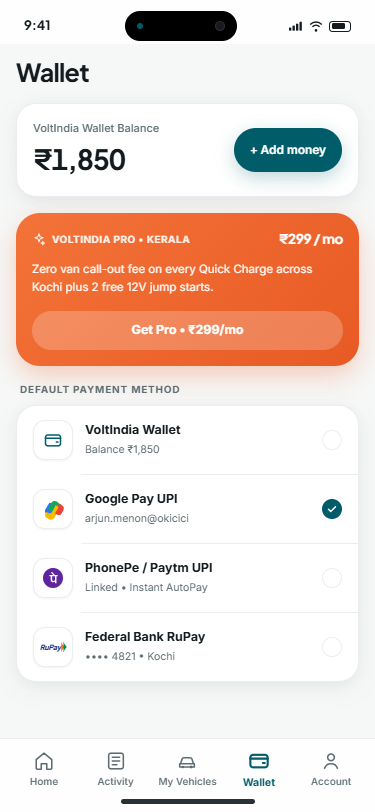 9:41
Wallet
VoltIndia Wallet Balance
₹1,850
+ Add money
VOLTINDIA PRO • KERALA
₹299 / mo
Zero van call-out fee on every Quick Charge across
Kochi plus 2 free 12V jump starts.
Get Pro • ₹299/mo
DEFAULT PAYMENT METHOD
VoltIndia Wallet
Balance ₹1,850
Google Pay UPI
arjun.menon@okicici
पे
PhonePe / Paytm UPI
Linked • Instant AutoPay
RuPay
Federal Bank RuPay
•••• 4821 • Kochi
Home
Activity
My Vehicles
Wallet
Account